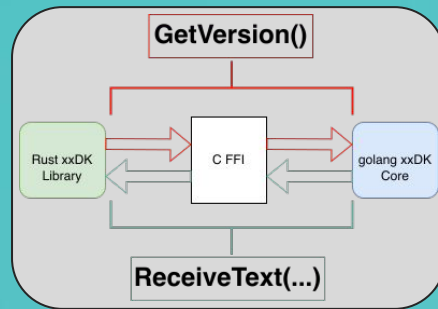 GetVersion()
Rust xxDK
Library
C FFI
golang xxDK
Core
ReceiveText(...)